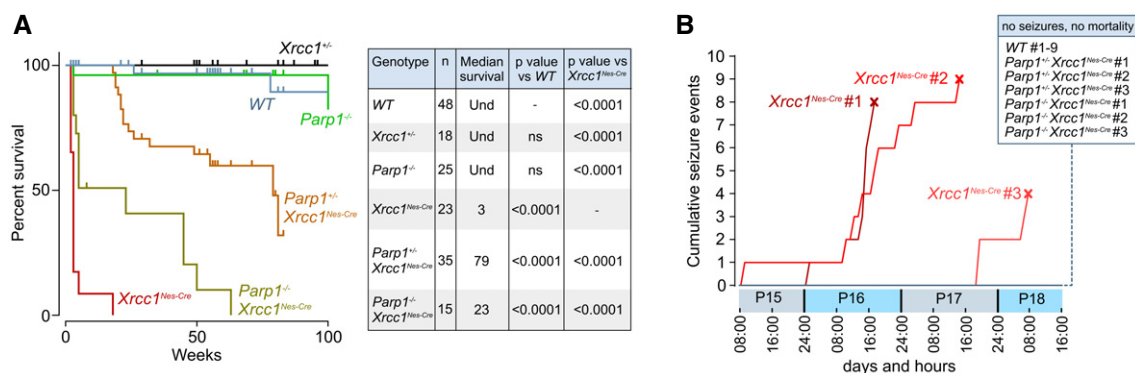 A
Percent survival
100
50
0
0
50
100
Weeks
Xrcc1+/-
WT
Parp1-/-
Parp1+/-
Xrcc1Nes-Cre
Xrcc1Nes-Cre
Parp1-/-
Xrcc1Nes-Cre
Genotype n Median survival p value vs WT p value vs Xrcc1Nes-Cre
WT 48 Und - <0.0001
Xrcc1+/- 18 Und ns <0.0001
Parp1-/- 25 Und ns <0.0001
Xrcc1Nes-Cre 23 3 <0.0001 -
Parp1+/- Xrcc1Nes-Cre 35 79 <0.0001 <0.0001
Parp1-/- Xrcc1Nes-Cre 15 23 <0.0001 <0.0001
B
no seizures, no mortality
WT #1-9
Parp1+/- Xrcc1Nes-Cre #1
Parp1+/- Xrcc1Nes-Cre #2
Parp1+/- Xrcc1Nes-Cre #3
Parp1-/- Xrcc1Nes-Cre #1
Parp1-/- Xrcc1Nes-Cre #2
Parp1-/- Xrcc1Nes-Cre #3
Cumulative seizure events
10
9
8
7
6
5
4
3
2
1
0
Xrcc1Nes-Cre #2
Xrcc1Nes-Cre #1
Xrcc1Nes-Cre #3
P15 P16 P17 P18
08:00 16:00 24:00 08:00 16:00 24:00 08:00 16:00 24:00 08:00 16:00
days and hours